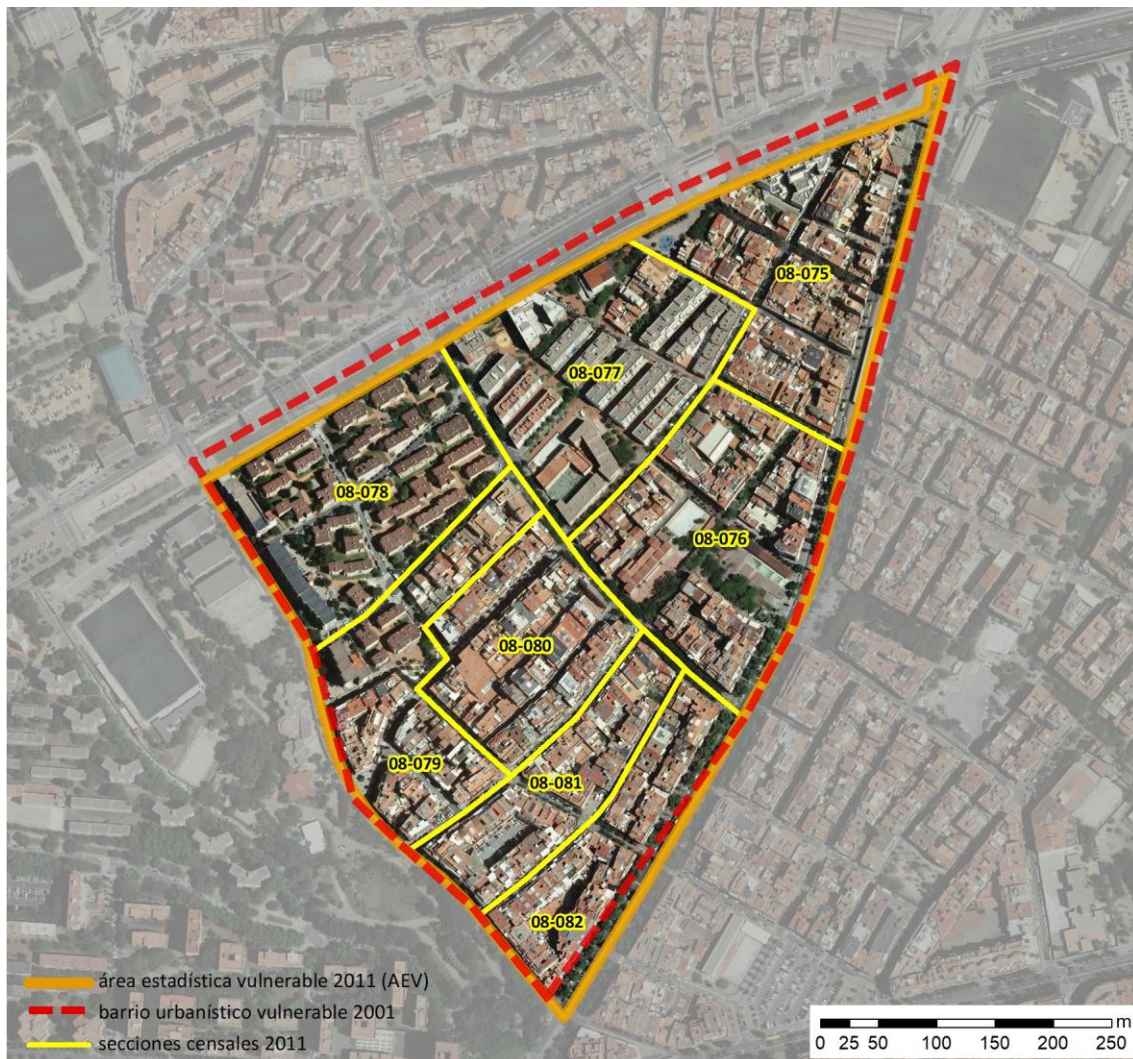 08-075
08-077
08-078
08-076
08-080
08-079
08-081
08-082
área estadística vulnerable 2011 (AEV)
barrio urbanístico vulnerable 2001
secciones censales 2011
m
0 25 50 100 150 200 250